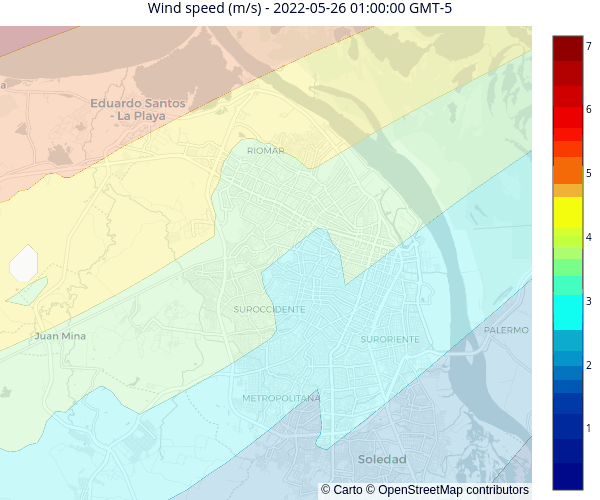 Wind speed (m/s) - 2022-05-26 01:00:00 GMT-5
a
Eduardo Santos
- La Playa
RIOMAR
SUROCCIDENTE
Juan Mina
SURORIENTE
PALERMO
METROPOLITANA
Soledad
© Carto © OpenStreetMap contributors
7
6
5
4
3
2
1